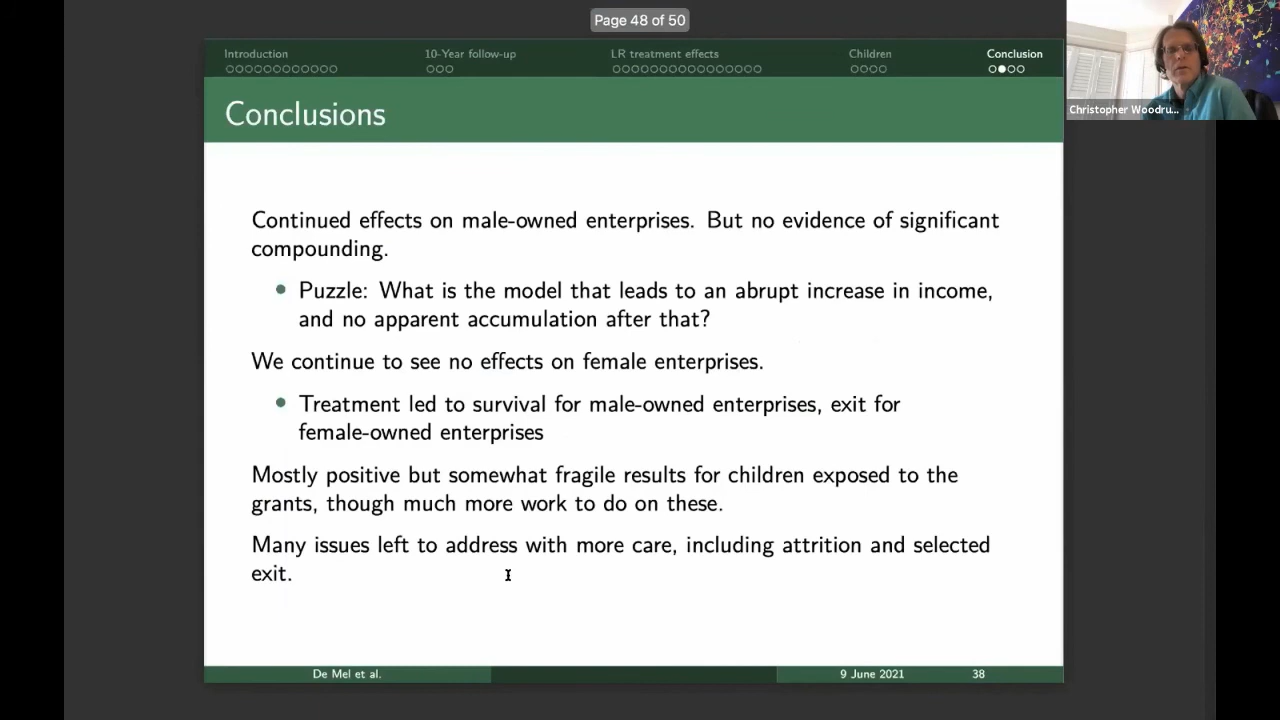 Page 48 of 50
Introduction 10-Year follow-up LR treatment effects Children Conclusion
Conclusions
Christopher Woodru...
Continued effects on male-owned enterprises. But no evidence of significant
compounding.
Puzzle: What is the model that leads to an abrupt increase in income,
and no apparent accumulation after that?
We continue to see no effects on female enterprises.
Treatment led to survival for male-owned enterprises, exit for
female-owned enterprises
Mostly positive but somewhat fragile results for children exposed to the
grants, though much more work to do on these.
Many issues left to address with more care, including attrition and selected
exit.
De Mel et al. 9 June 2021 38